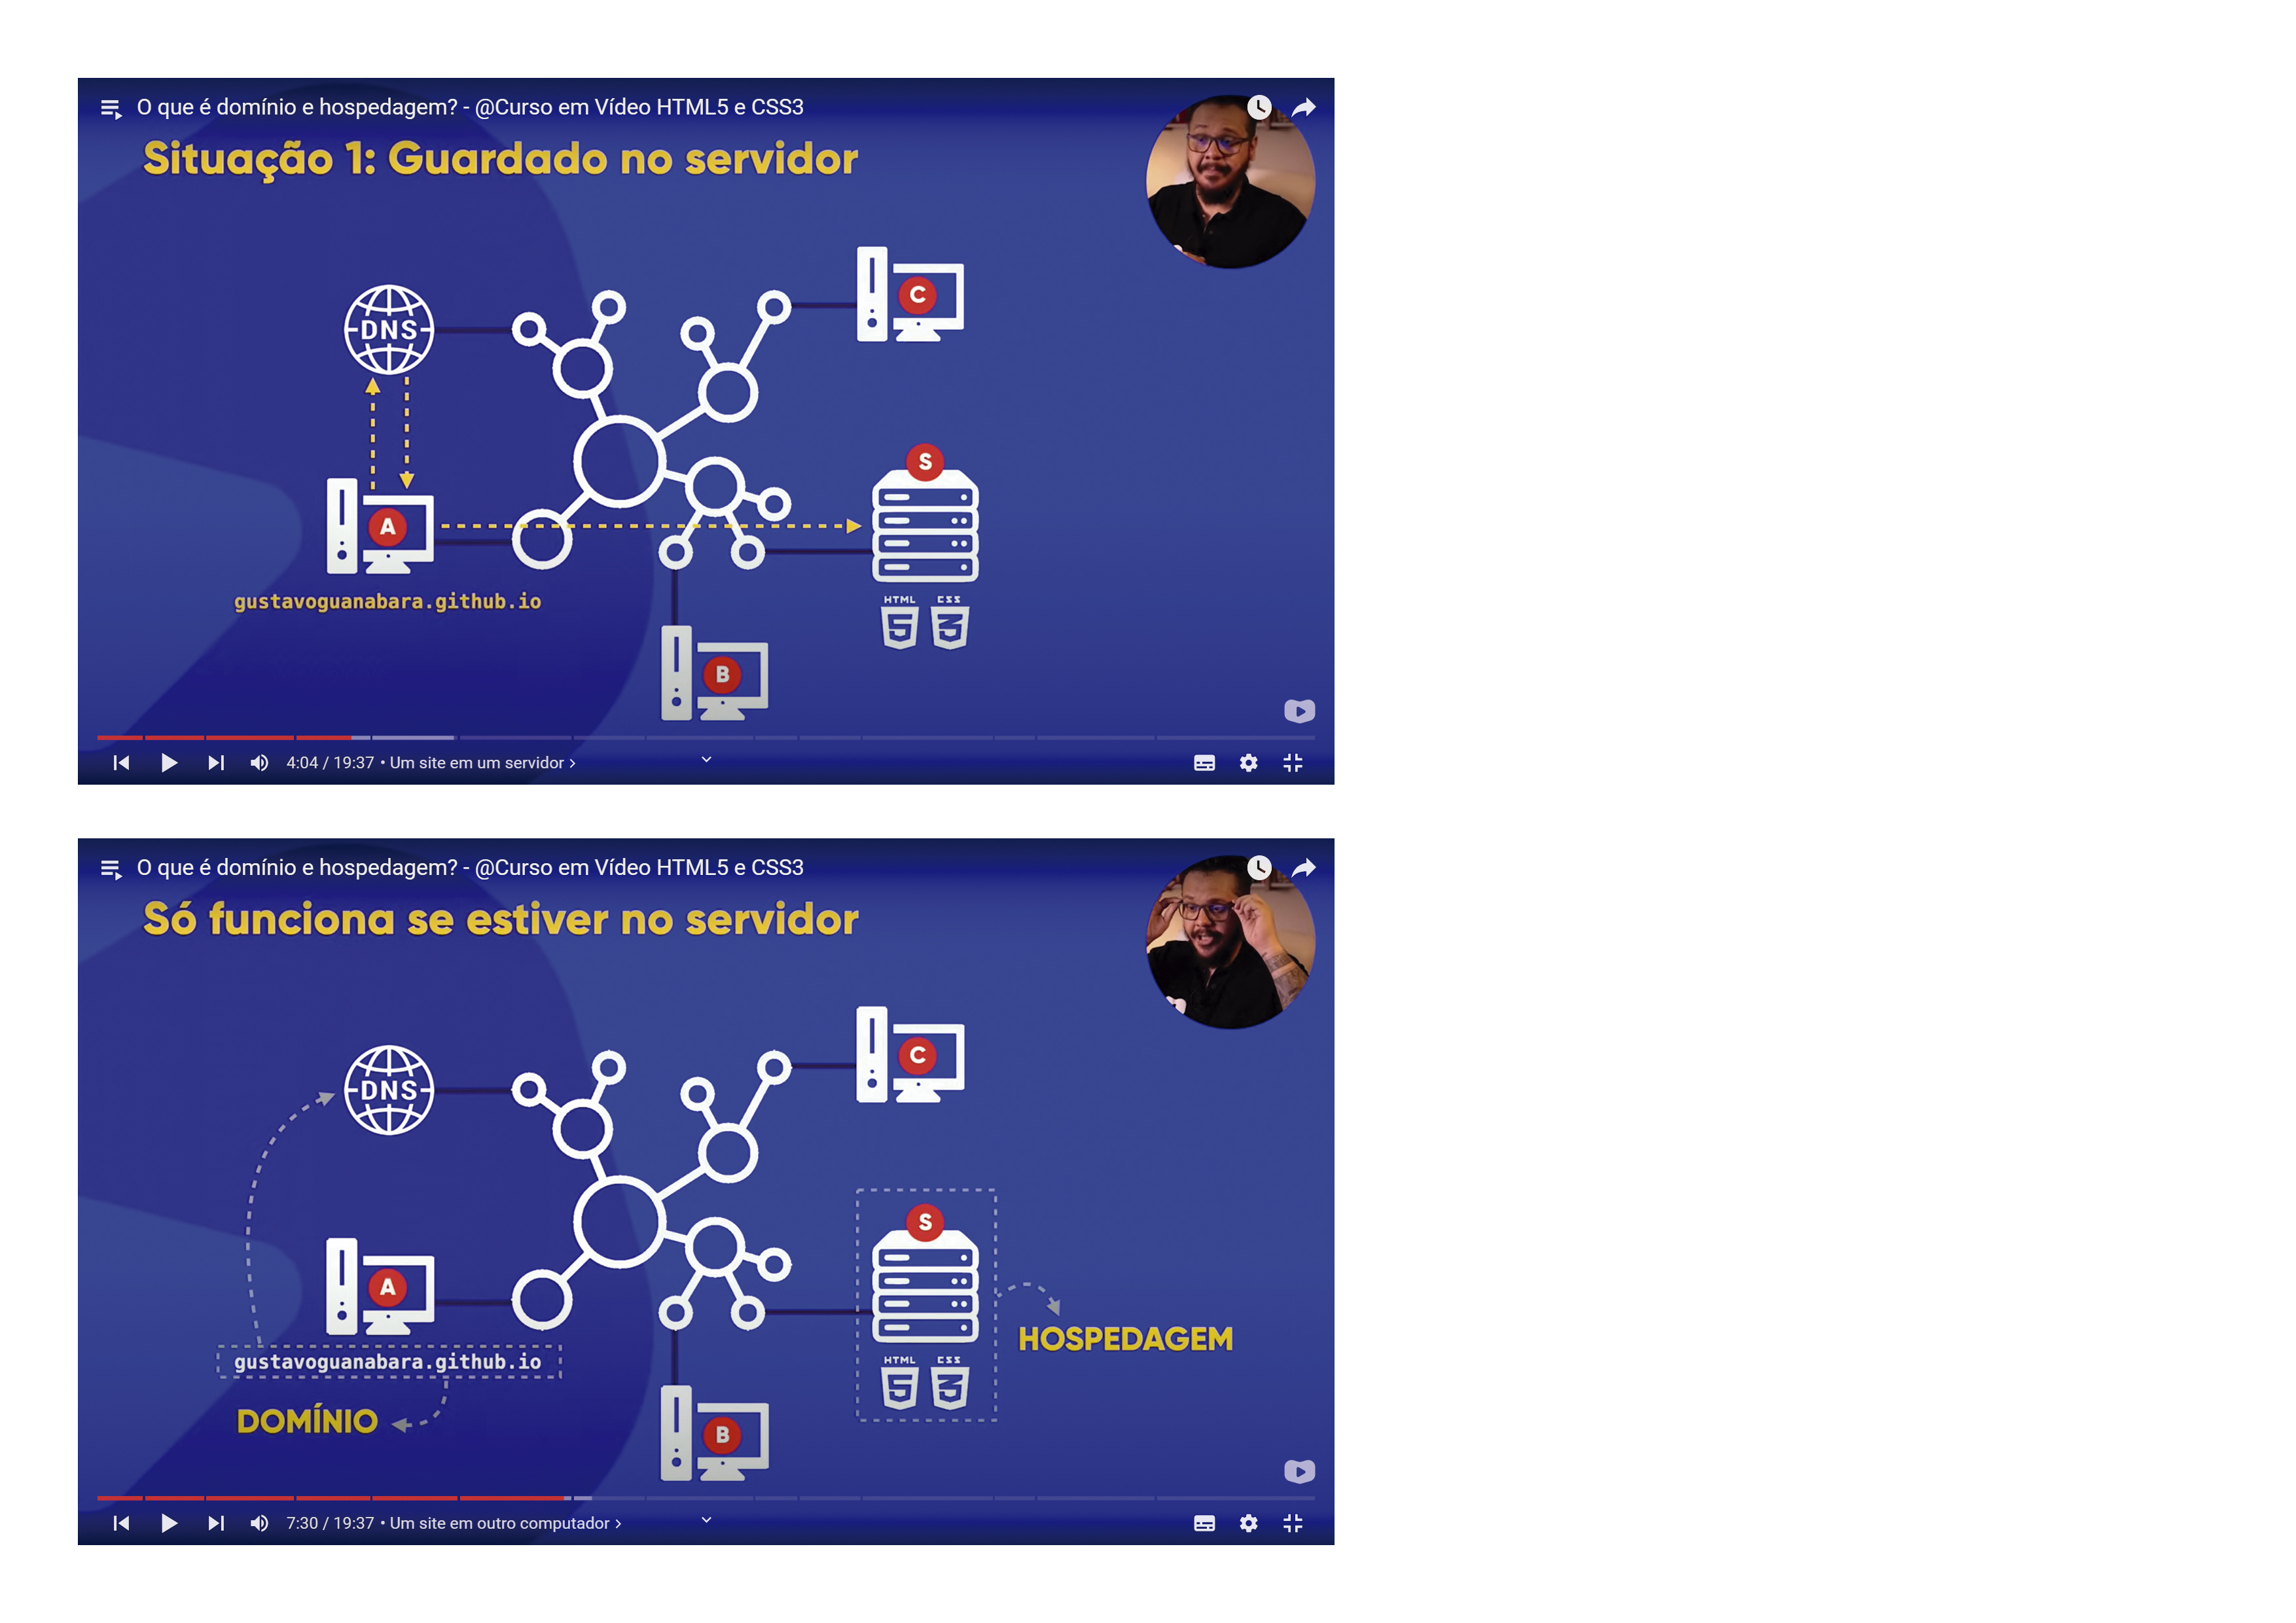 O que é domínio e hospedagem? - @Curso em Vídeo HTML5 e CSS3
Situação 1: Guardado no servidor
C
DNS
S
A
gustavoguanabara.github.io
HTML CSS
5 3
B
4:04 / 19:37 • Um site em um servidor >
O que é domínio e hospedagem? - @Curso em Vídeo HTML5 e CSS3
Só funciona se estiver no servidor
C
DNS
S
A
HOSPEDAGEM
gustavoguanabara.github.io
HTML CSS
5 3
DOMÍNIO
B
7:30 / 19:37 • Um site em outro computador >